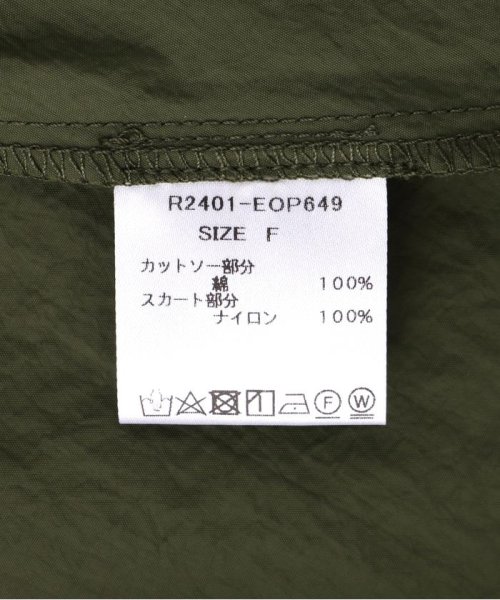 R2401-EOP649
SIZE F
カットソー部分
綿 100%
スカート部分
ナイロン 100%
F W